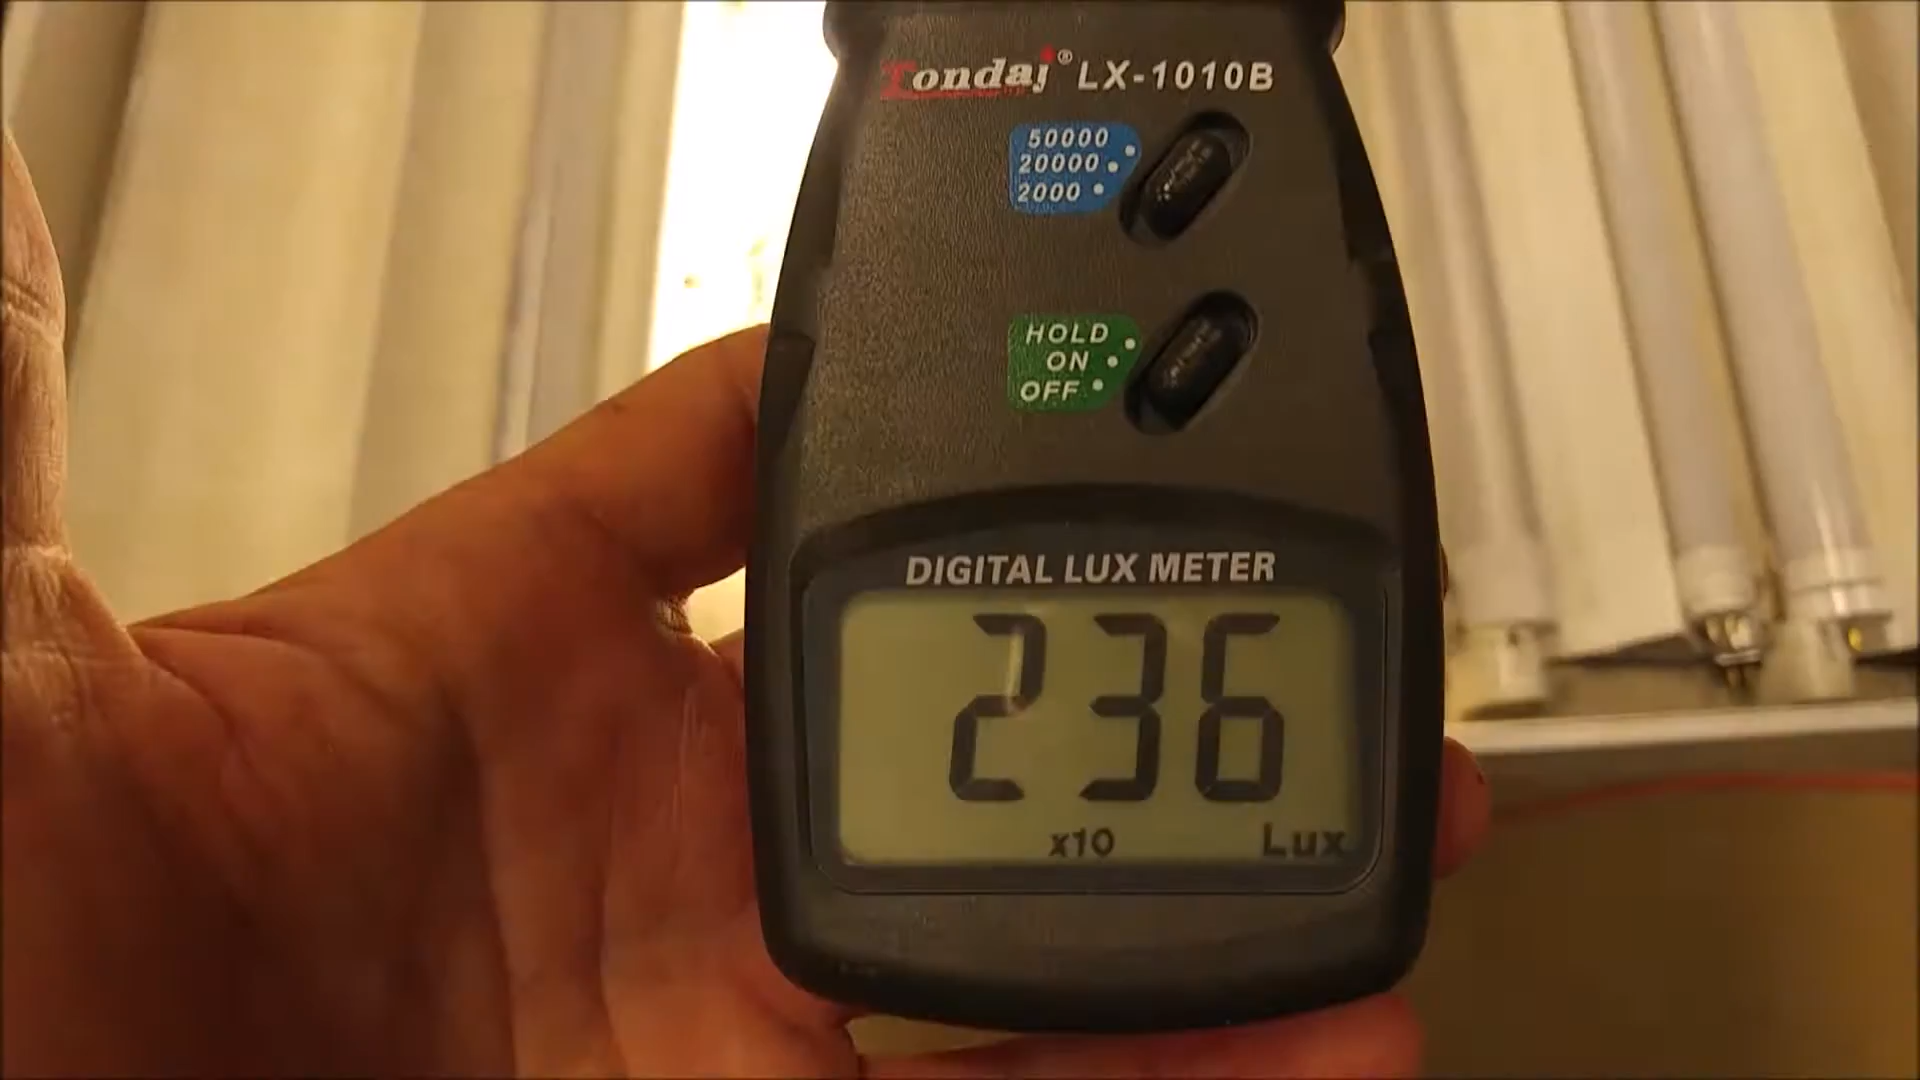 Tondaj® LX-1010B
50000
20000
2000
HOLD
ON
OFF
DIGITAL LUX METER
236
x10 Lux